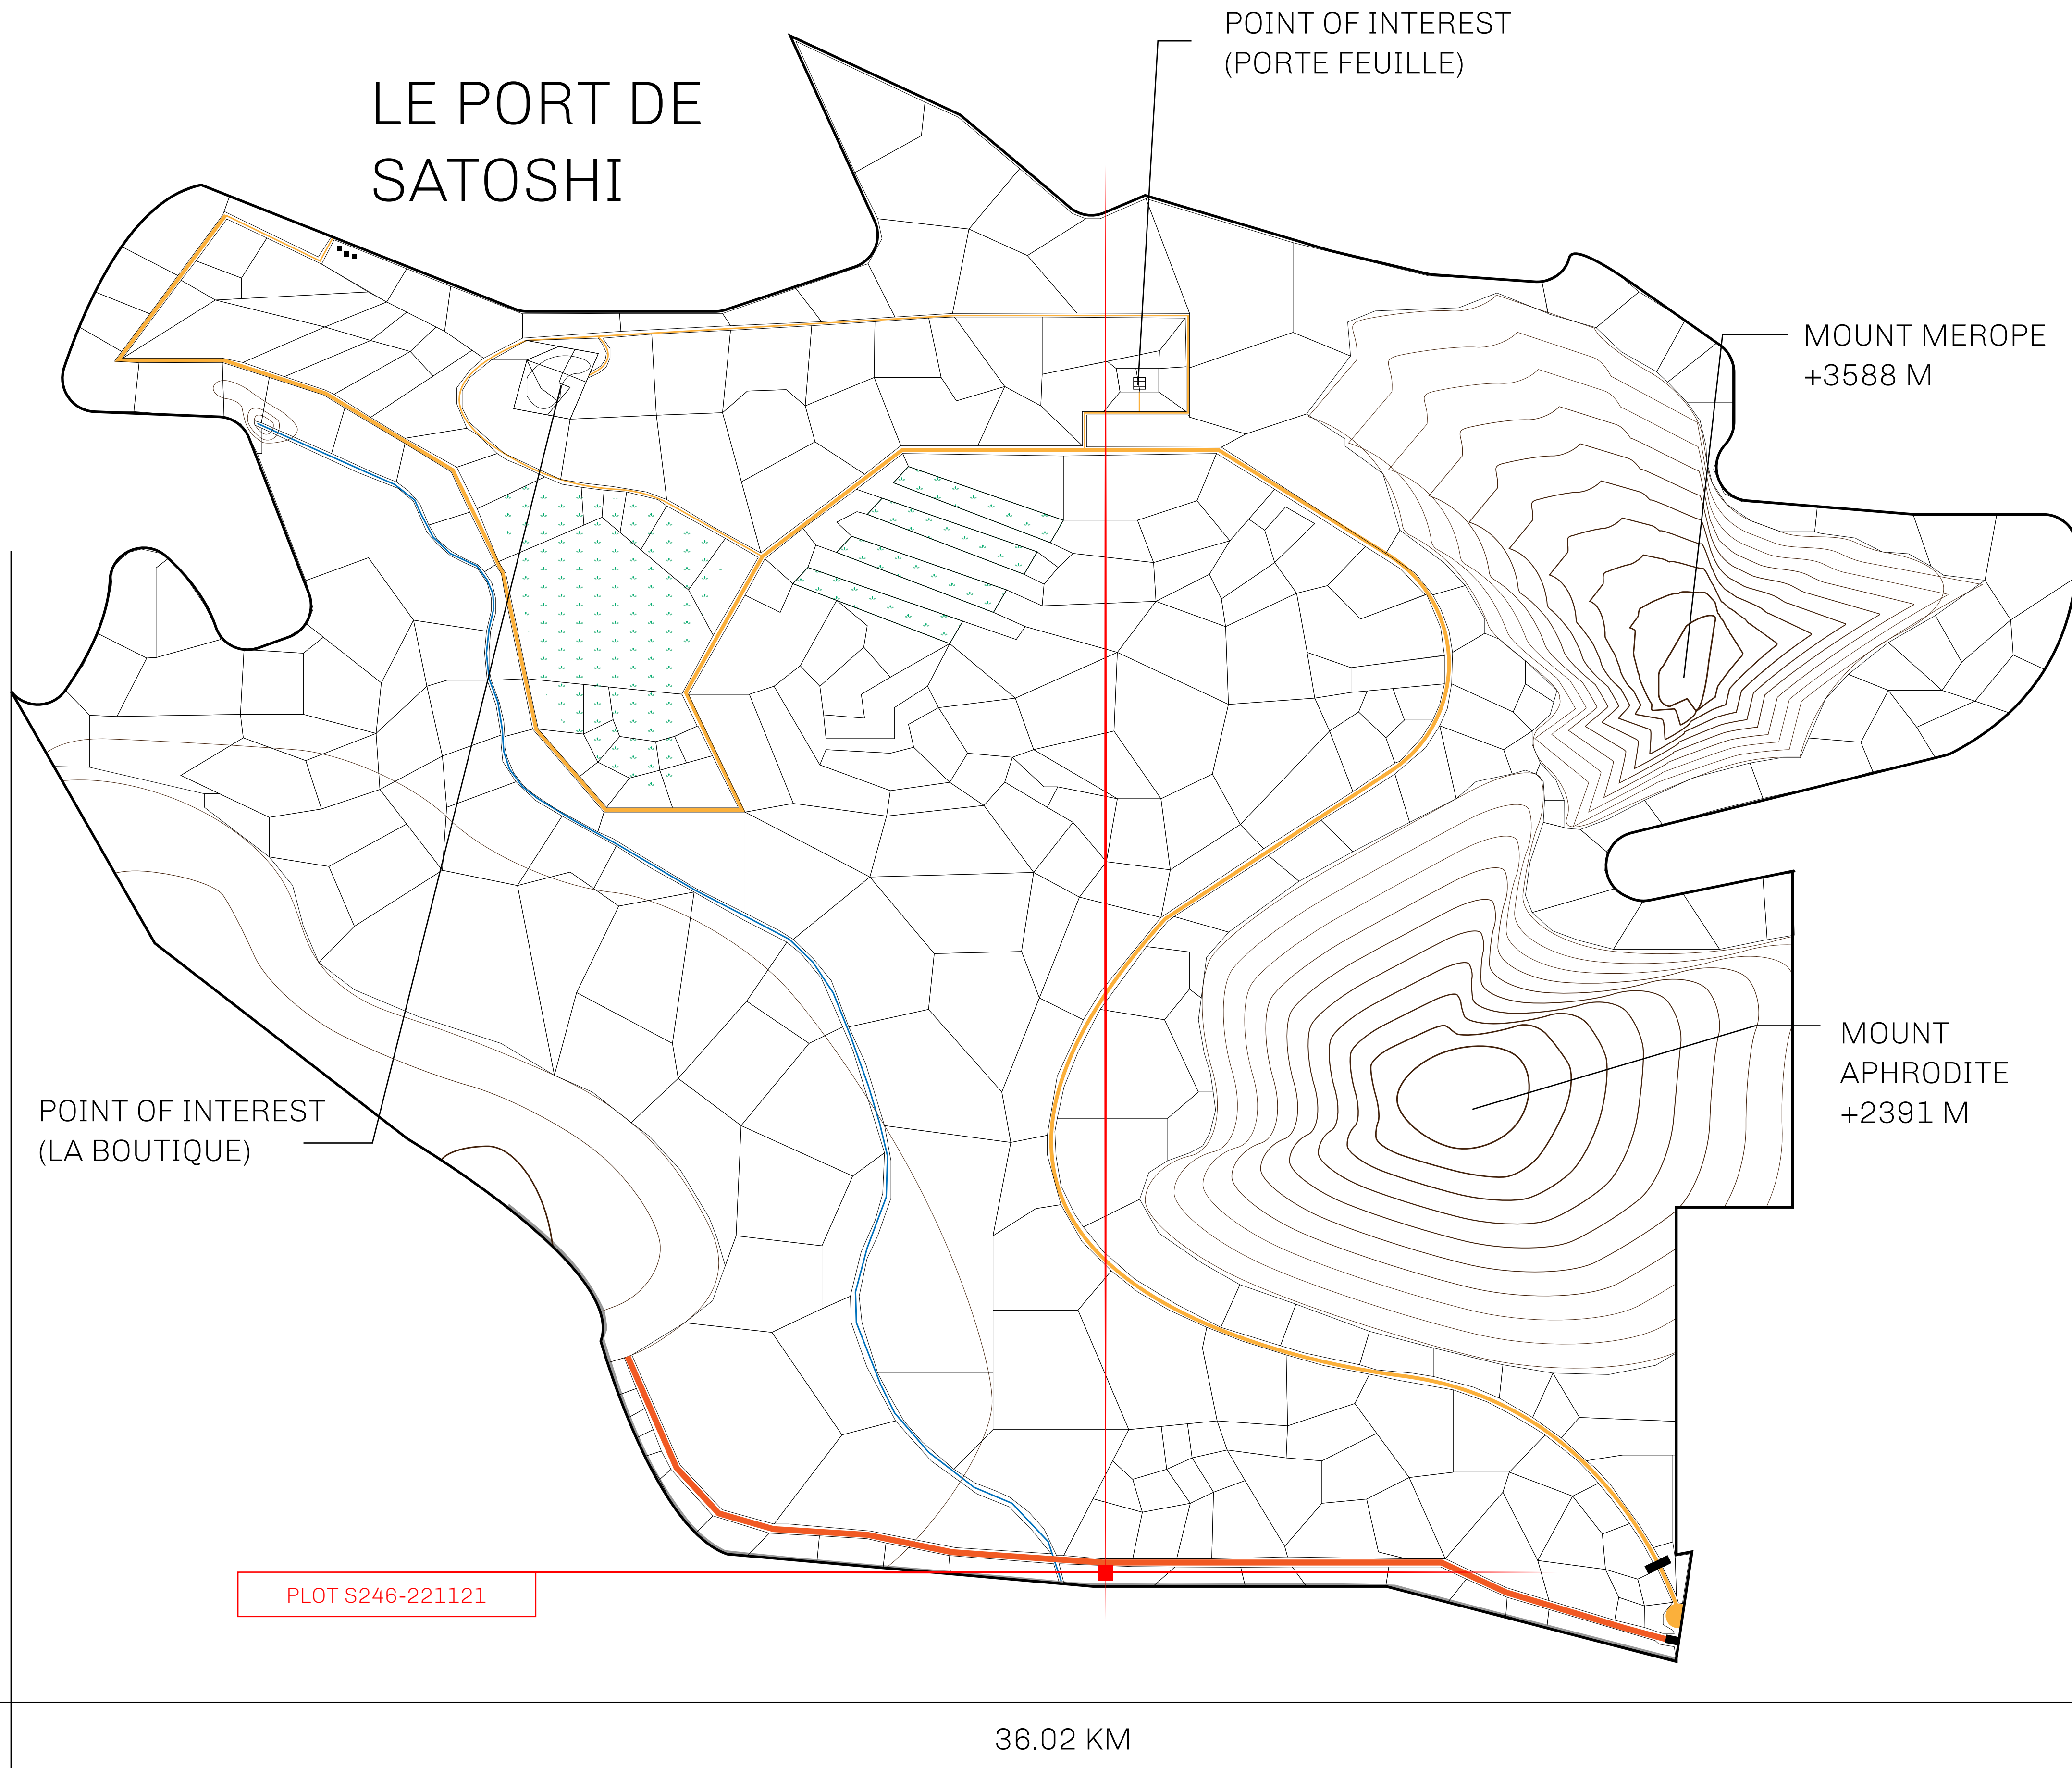 POINT OF INTEREST
(PORTE FEUILLE)
LE PORT DE
SATOSHI
MOUNT MEROPE
+3588 M
MOUNT
APHRODITE
+2391 M
POINT OF INTEREST
(LA BOUTIQUE)
PLOT S246-221121
36.02 KM